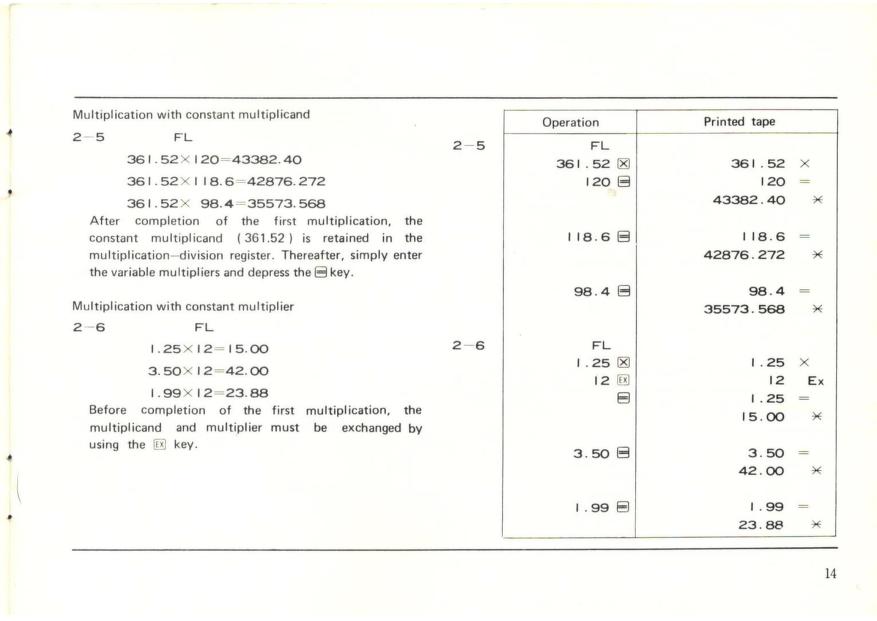 Multiplication with constant multiplicand
2-5 FL
361.52×120=43382.40
361.52×118.6=42876.272
361.52× 98.4=35573.568
After completion of the first multiplication, the
constant multiplicand (361.52) is retained in the
multiplication-division register. Thereafter, simply enter
the variable multipliers and depress the = key.
Multiplication with constant multiplier
2-6 FL
1.25×12=15.00
3.50×12=42.00
1.99×12=23.88
Before completion of the first multiplication, the
multiplicand and multiplier must be exchanged by
using the EX key.
Operation Printed tape
2-5 FL
361.52 × 361.52 ×
120 = 120 =
43382.40 ⚹
118.6 = 118.6 =
42876.272 ⚹
98.4 = 98.4 =
35573.568 ⚹
2-6 FL
1.25 × 1.25 ×
12 EX 12 Ex
= 1.25 =
15.00 ⚹
3.50 = 3.50 =
42.00 ⚹
1.99 = 1.99 =
23.88 ⚹
14